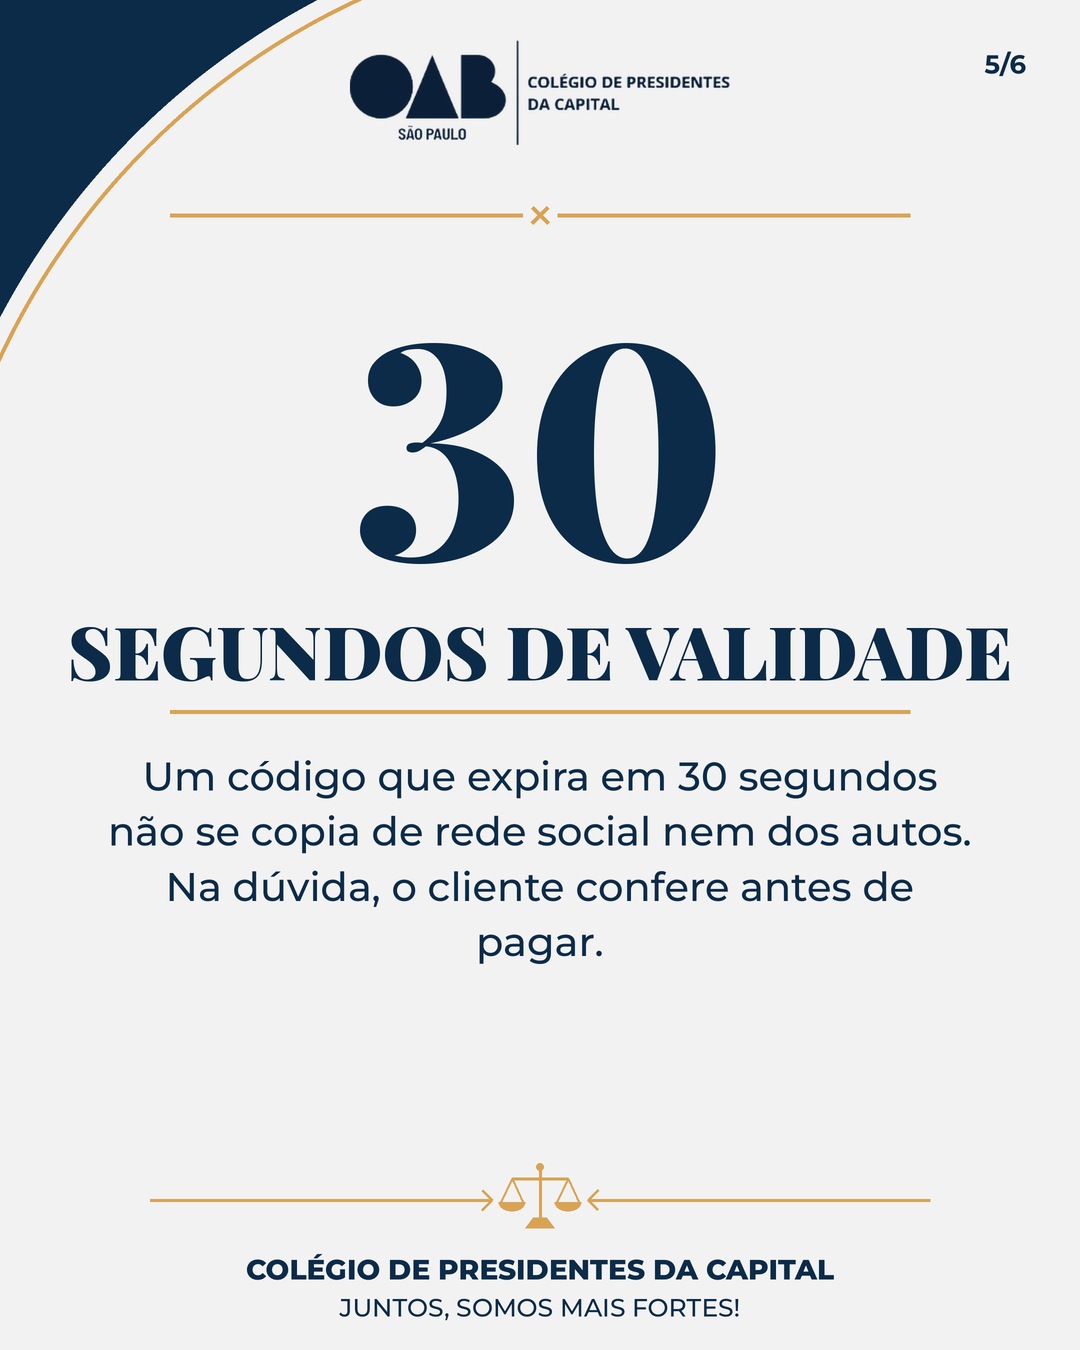 OAB
SÃO PAULO
COLÉGIO DE PRESIDENTES
DA CAPITAL
5/6
30
SEGUNDOS DE VALIDADE
Um código que expira em 30 segundos
não se copia de rede social nem dos autos.
Na dúvida, o cliente confere antes de
pagar.
COLÉGIO DE PRESIDENTES DA CAPITAL
JUNTOS, SOMOS MAIS FORTES!